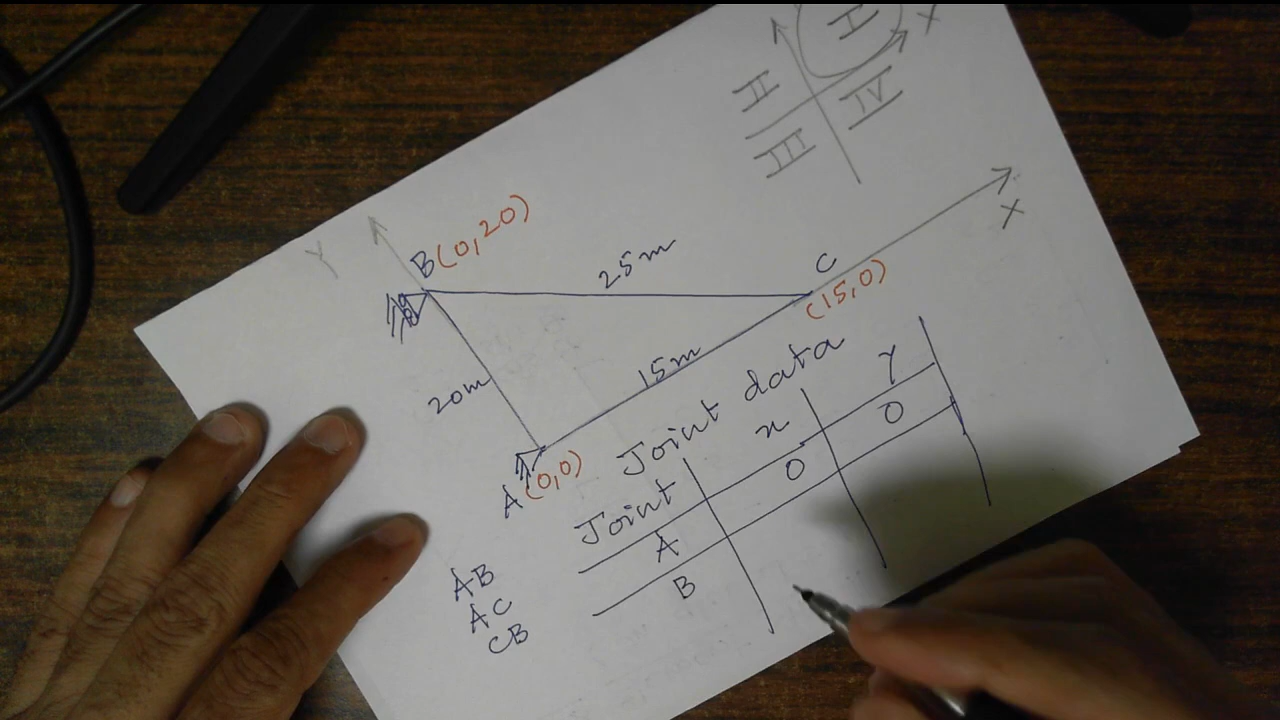 II I X
III IV
Y
X
B(0,20)
25m
C
(15,0)
20m
15m
A(0,0)
Joint data
Joint x Y
A 0 0
B
AB
AC
CB